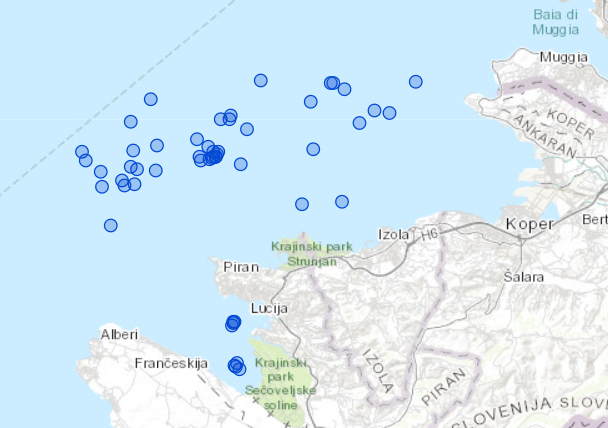 Baia di
Muggia
Muggia
KOPER
ANKARAN
Koper
Bert
Izola
H6
Krajinski park
Strunjan
Piran
Šalara
Lucija
Alberi
Frančeskija
Krajinski
park
Sečoveljske
soline
IZOLA
PIRAN
SLOVENIJA SLOV